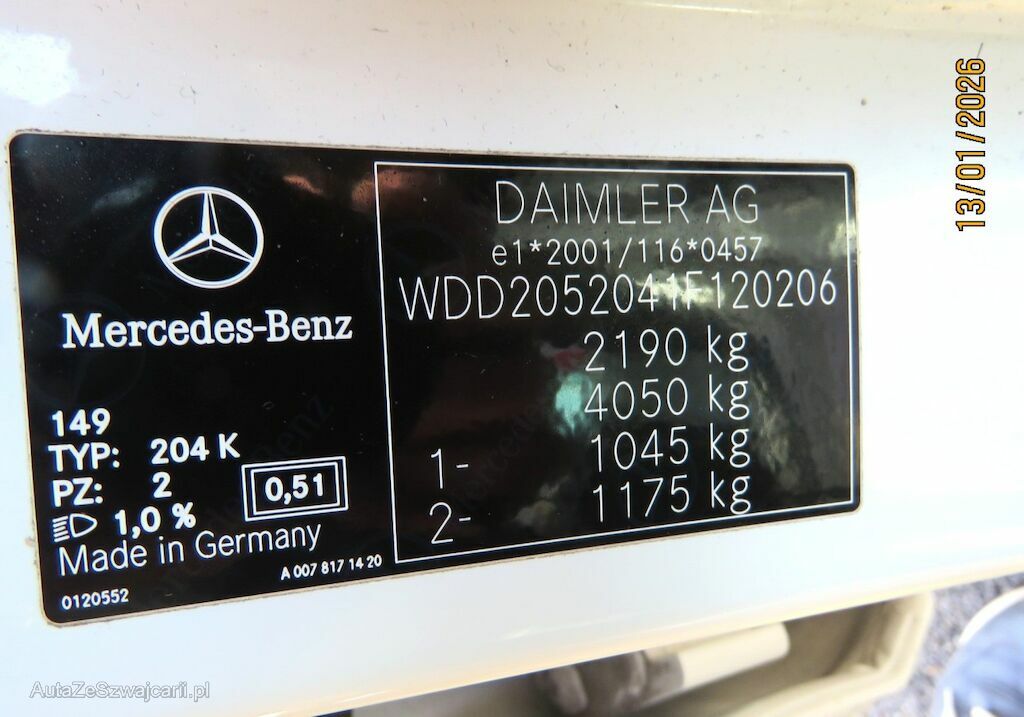 13/01/2026
DAIMLER AG
e1*2001/116*0457
WDD2052041F120206
2190 kg
4050 kg
1- 1045 kg
2- 1175 kg
Mercedes-Benz
149
TYP: 204 K
PZ: 2
0,51
1,0 %
Made in Germany
A 007 817 14 20
0120552
AutaZeSzwajcarii.pl